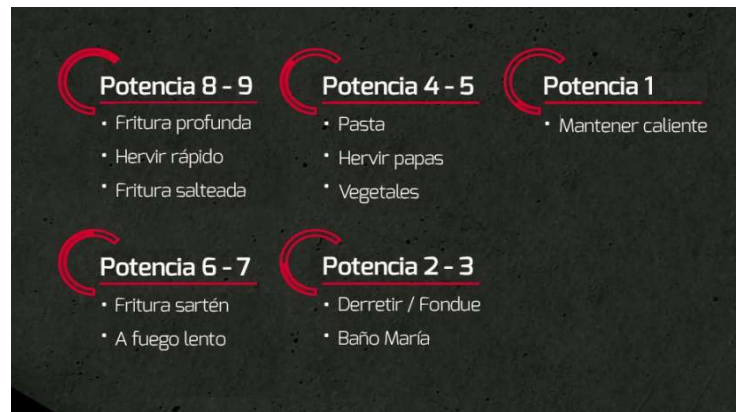 Potencia 8 - 9
· Fritura profunda
· Hervir rápido
· Fritura salteada
Potencia 4 - 5
· Pasta
· Hervir papas
· Vegetales
Potencia 1
· Mantener caliente
Potencia 6 - 7
· Fritura sartén
· A fuego lento
Potencia 2 - 3
· Derretir / Fondue
· Baño María